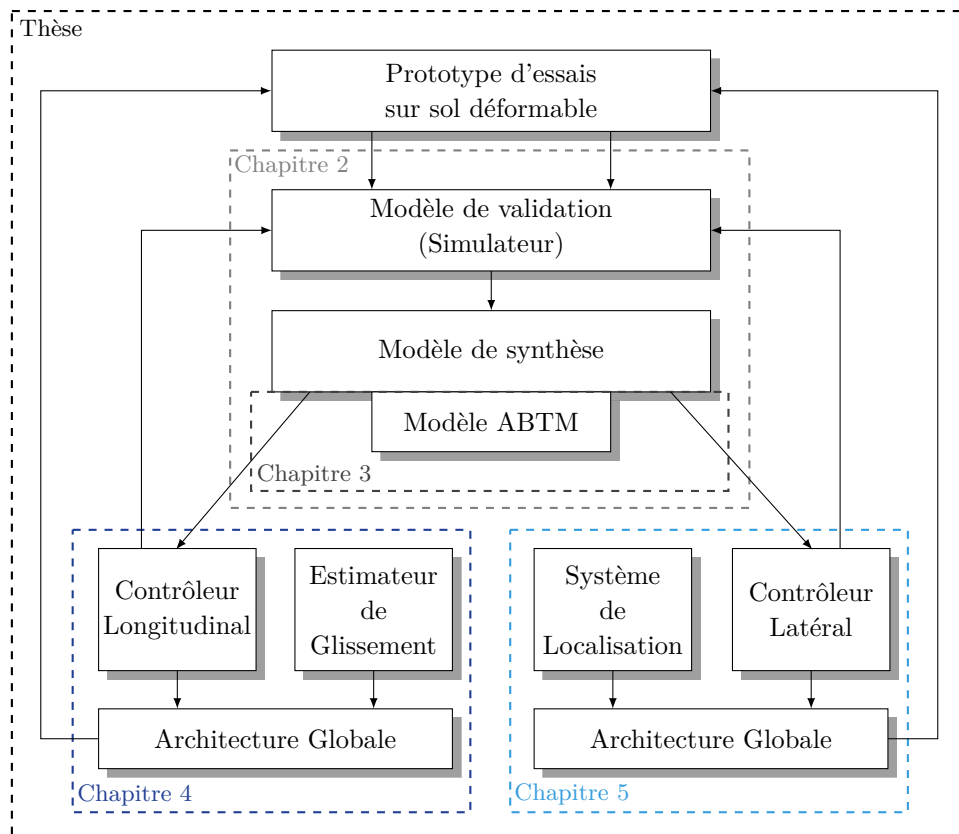 Thèse
Prototype d'essais
sur sol déformable
Chapitre 2
Modèle de validation
(Simulateur)
Modèle de synthèse
Modèle ABTM
Chapitre 3
Contrôleur
Longitudinal
Estimateur
de
Glissement
Architecture Globale
Chapitre 4
Système
de
Localisation
Contrôleur
Latéral
Architecture Globale
Chapitre 5